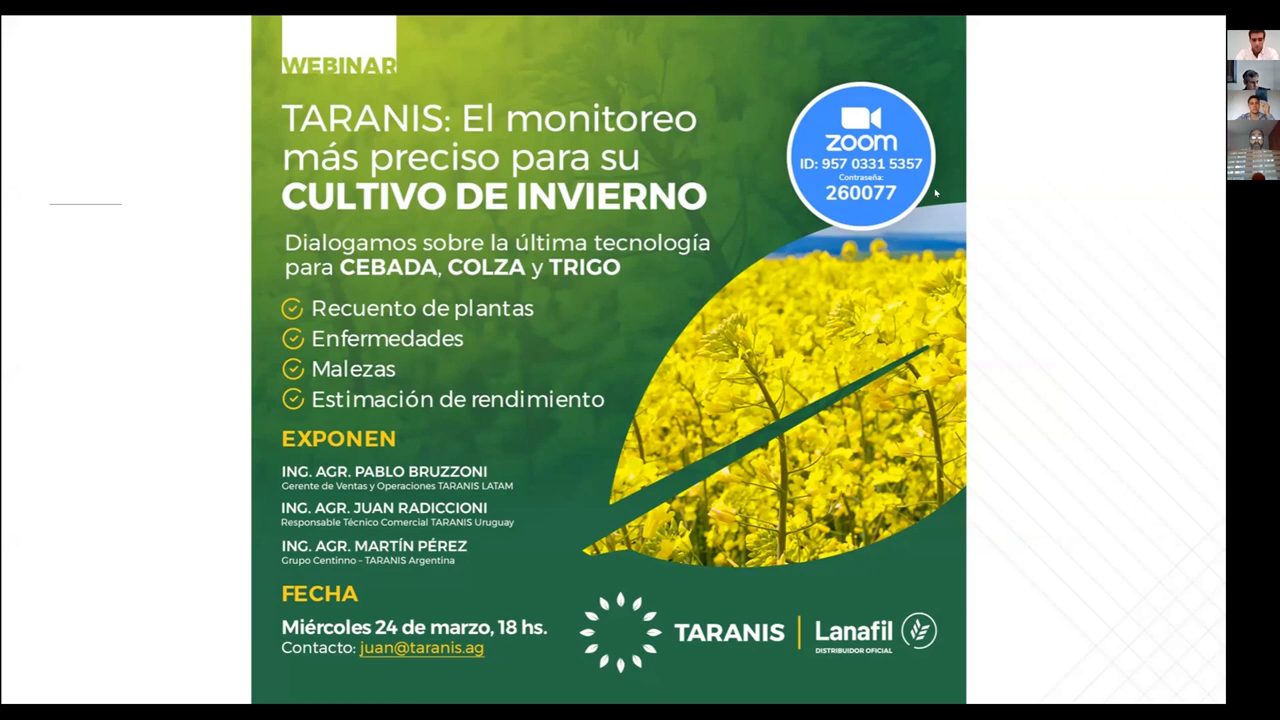 WEBINAR
TARANIS: El monitoreo
más preciso para su
CULTIVO DE INVIERNO
zoom
ID: 957 0331 5357
Contraseña:
260077
Dialogamos sobre la última tecnología
para CEBADA, COLZA y TRIGO
Recuento de plantas
Enfermedades
Malezas
Estimación de rendimiento
EXPONEN
ING. AGR. PABLO BRUZZONI
Gerente de Ventas y Operaciones TARANIS LATAM
ING. AGR. JUAN RADICCIONI
Responsable Técnico Comercial TARANIS Uruguay
ING. AGR. MARTÍN PÉREZ
Grupo Centinno – TARANIS Argentina
FECHA
Miércoles 24 de marzo, 18 hs.
Contacto: juan@taranis.ag
TARANIS
Lanafil
DISTRIBUIDOR OFICIAL